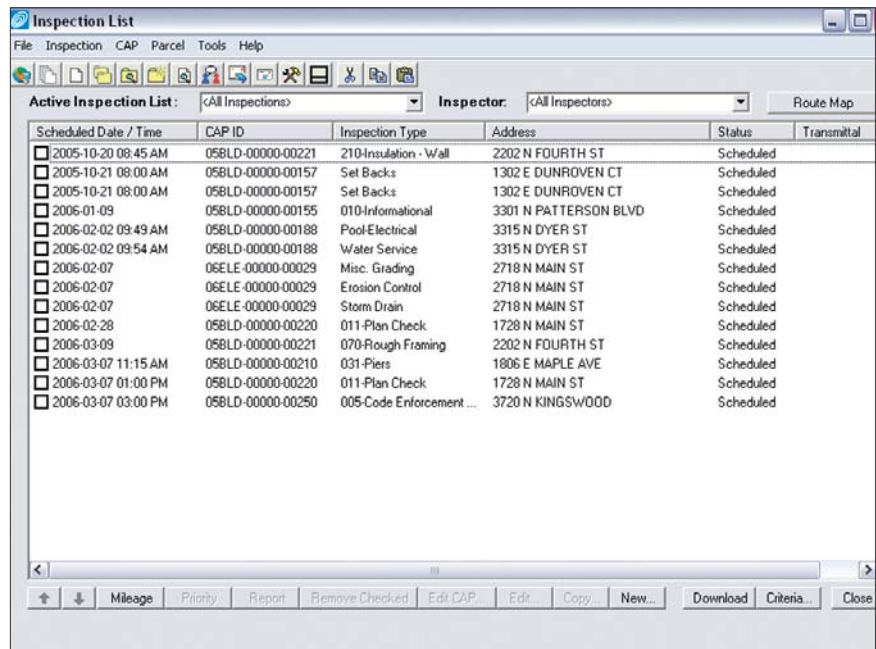 Inspection List
File Inspection CAP Parcel Tools Help
Active Inspection List: <All Inspections> Inspector: <All Inspectors> Route Map
Scheduled Date / Time CAP ID Inspection Type Address Status Transmittal
2005-10-20 08:45 AM 05BLD-00000-00221 210-Insulation - Wall 2202 N FOURTH ST Scheduled
2005-10-21 08:00 AM 05BLD-00000-00157 Set Backs 1302 E DUNROVEN CT Scheduled
2005-10-21 08:00 AM 05BLD-00000-00157 Set Backs 1302 E DUNROVEN CT Scheduled
2006-01-09 05BLD-00000-00155 010-Informational 3301 N PATTERSON BLVD Scheduled
2006-02-02 09:49 AM 05BLD-00000-00188 Pool-Electrical 3315 N DYER ST Scheduled
2006-02-02 09:54 AM 05BLD-00000-00188 Water Service 3315 N DYER ST Scheduled
2006-02-07 06ELE-00000-00029 Misc. Grading 2718 N MAIN ST Scheduled
2006-02-07 06ELE-00000-00029 Erosion Control 2718 N MAIN ST Scheduled
2006-02-07 06ELE-00000-00029 Storm Drain 2718 N MAIN ST Scheduled
2006-02-28 05BLD-00000-00220 011-Plan Check 1728 N MAIN ST Scheduled
2006-03-09 05BLD-00000-00221 070-Rough Framing 2202 N FOURTH ST Scheduled
2006-03-07 11:15 AM 05BLD-00000-00210 031-Piers 1806 E MAPLE AVE Scheduled
2006-03-07 01:00 PM 05BLD-00000-00220 011-Plan Check 1728 N MAIN ST Scheduled
2006-03-07 03:00 PM 05BLD-00000-00250 005-Code Enforcement ... 3720 N KINGSWOOD Scheduled
Mileage Priority Report Remove Checked Edit CAP... Edit... Copy... New... Download Criteria... Close